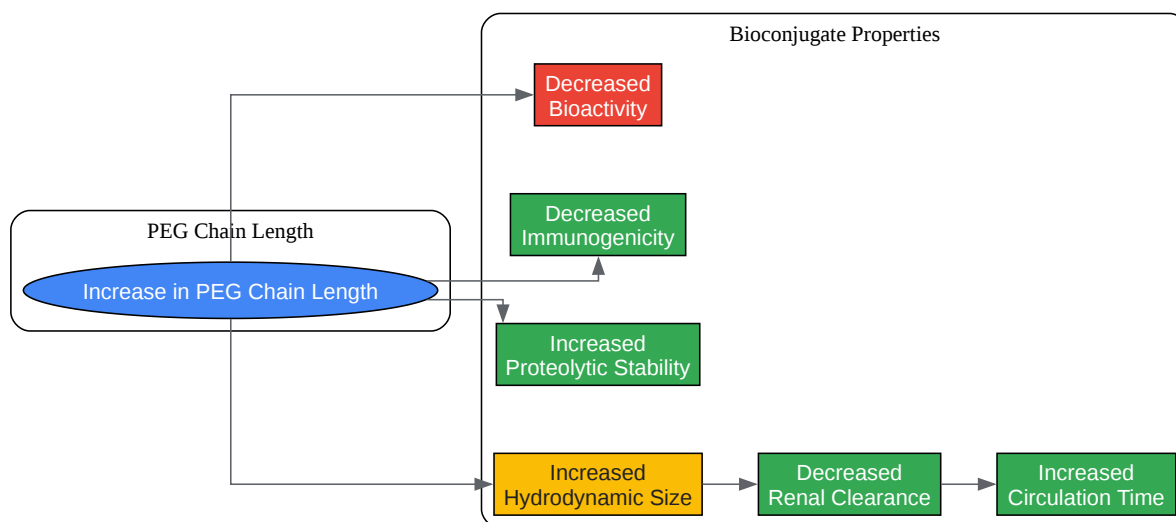 Bioconjugate Properties
Decreased
Bioactivity
PEG Chain Length
Increase in PEG Chain Length
Decreased
Immunogenicity
Increased
Proteolytic Stability
Increased
Hydrodynamic Size
Decreased
Renal Clearance
Increased
Circulation Time